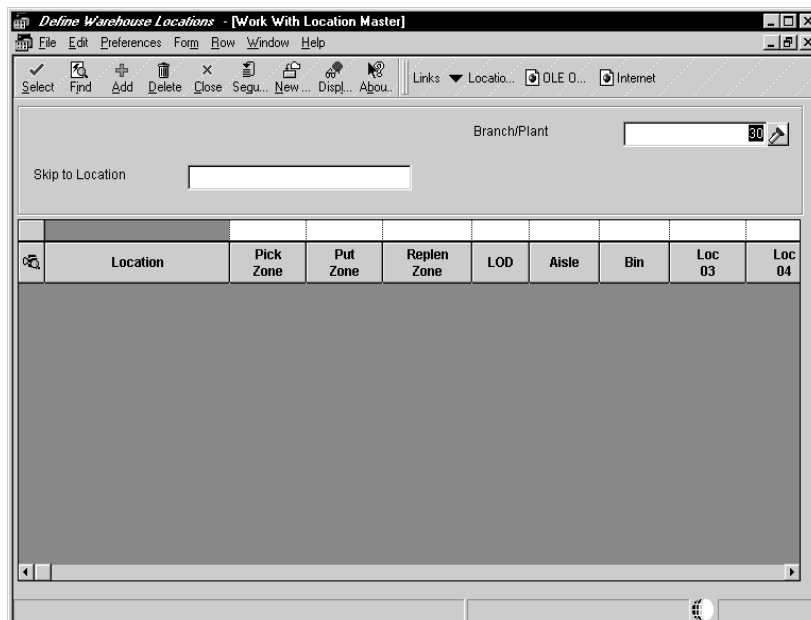 Define Warehouse Locations - [Work With Location Master]
File Edit Preferences Form Row Window Help
Select Find Add Delete Close Segu... New ... Displ... Abou.. Links Locatio... OLE O... Internet
Branch/Plant 30
Skip to Location
Location Pick Zone Put Zone Replen Zone LOD Aisle Bin Loc 03 Loc 04